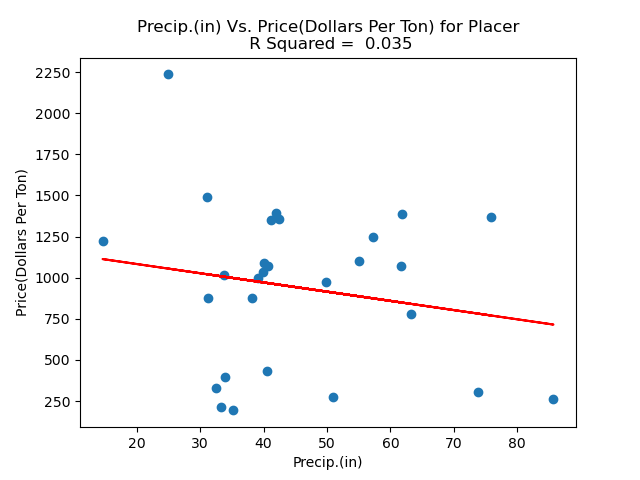 Precip.(in) Vs. Price(Dollars Per Ton) for Placer
R Squared =  0.035
2250
2000
1750
1500
1250
1000
750
500
250
Price(Dollars Per Ton)
20 30 40 50 60 70 80
Precip.(in)